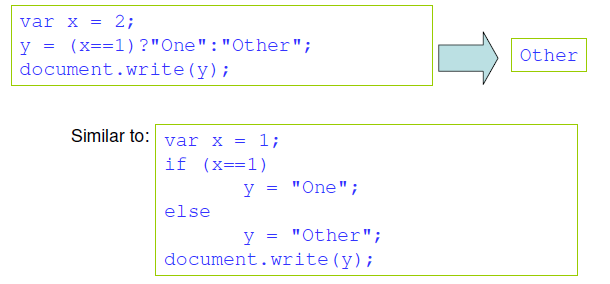 var x = 2;
y = (x==1)?"One":"Other";
document.write(y);
Other
Similar to:
var x = 1;
if (x==1)
y = "One";
else
y = "Other";
document.write(y);